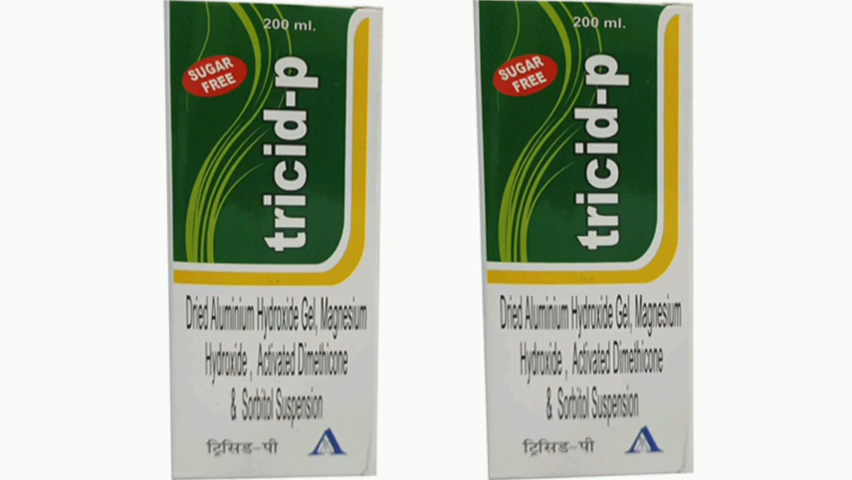 200 ml.
SUGAR
FREE
tricid-p
Dried Aluminium Hydroxide Gel, Magnesium
Hydroxide , Activated Dimethicone
& Sorbitol Suspension
ट्रिसिड-पी
200 ml.
SUGAR
FREE
tricid-p
Dried Aluminium Hydroxide Gel, Magnesium
Hydroxide , Activated Dimethicone
& Sorbitol Suspension
ट्रिसिड-पी